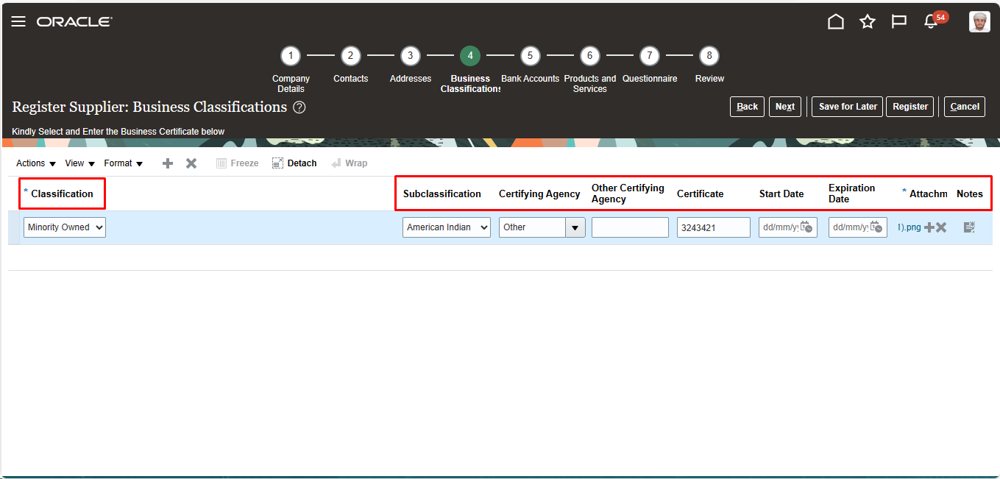 ORACLE
54
1
2
3
4
5
6
7
8
Company Details
Contacts
Addresses
Business Classifications
Bank Accounts
Products and Services
Questionnaire
Review
Register Supplier: Business Classifications ?
Back
Next
Save for Later
Register
Cancel
Kindly Select and Enter the Business Certificate below
Actions
View
Format
Freeze
Detach
Wrap
* Classification
Subclassification
Certifying Agency
Other Certifying Agency
Certificate
Start Date
Expiration Date
* Attachm
Notes
Minority Owned
American Indian
Other
3243421
dd/mm/y
dd/mm/y
).png